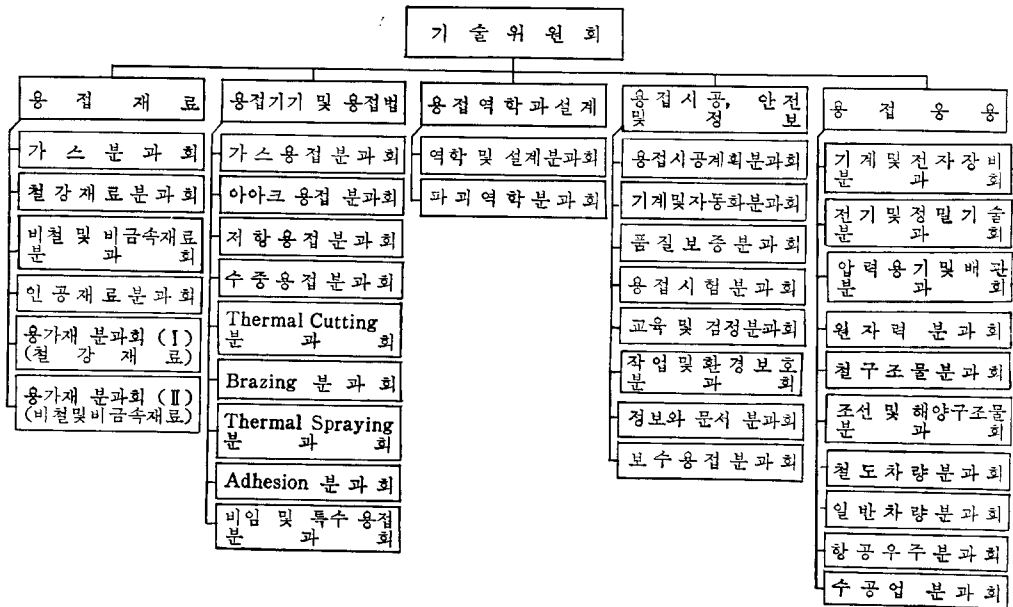 기술위원회
용접재료
가스분과회
철강재료분과회
비철 및 비금속재료
분과회
인공재료분과회
용가재 분과회 (Ⅰ)
(철강재료)
용가재 분과회 (Ⅱ)
(비철및비금속재료)
용접기기 및 용접법
가스용접분과회
아아크 용접 분과회
저항용접분과회
수중용접분과회
Thermal Cutting
분과회
Brazing 분과회
Thermal Spraying
분과회
Adhesion 분과회
비임 및 특수 용접
분과회
용접역학과설계
역학 및 설계분과회
파괴역학분과회
용접시공, 안전
및 정보
용접시공계획분과회
기계및자동화분과회
품질보증분과회
용접시험분과회
교육 및 검정분과회
작업및환경보호
분과회
정보와 문서 분과회
보수용접분과회
용접응용
기계및전자장비
분과회
전기및정밀기술
분과회
압력용기및배관
분과회
원자력 분과회
철구조물분과회
조선 및 해양구조물
분과회
철도차량분과회
일반차량분과회
항공우주분과회
수공업 분과회